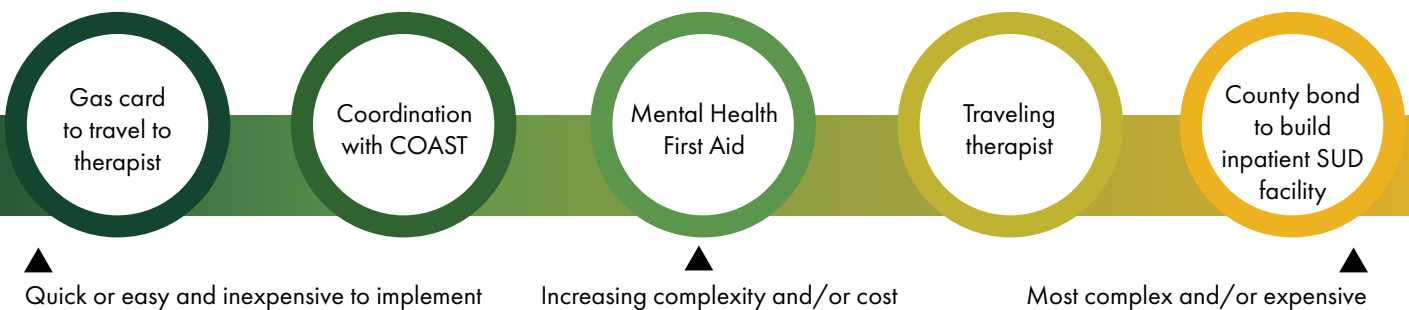 Gas card
to travel to
therapist
Coordination
with COAST
Mental Health
First Aid
Traveling
therapist
County bond
to build
inpatient SUD
facility
Quick or easy and inexpensive to implement
Increasing complexity and/or cost
Most complex and/or expensive